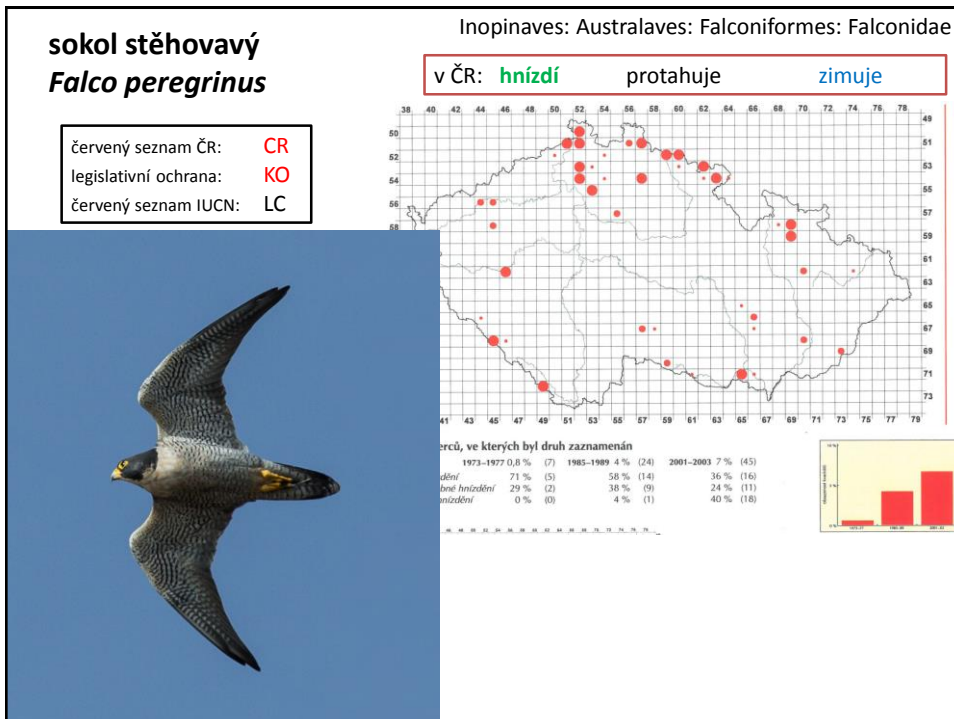 sokol stěhovavý
Falco peregrinus
Inopinaves: Australaves: Falconiformes: Falconidae
v ČR: hnízdí protahuje zimuje
červený seznam ČR: CR
legislativní ochrana: KO
červený seznam IUCN: LC
38 40 42 44 46 48 50 52 54 56 58 60 62 64 66 68 70 72 74 76 78
49
50
51
52
53
54
55
56
57
58
59
61
63
65
67
69
71
73
41 43 45 47 49 51 53 55 57 59 61 63 65 67 69 71 73 75 77 79
erců, ve kterých byl druh zaznamenán
1973–1977 0,8 % (7) 1985–1989 4 % (24) 2001–2003 7 % (45)
dění 71 % (5) 58 % (14) 36 % (16)
bné hnízdění 29 % (2) 38 % (9) 24 % (11)
hnízdění 0 % (0) 4 % (1) 40 % (18)